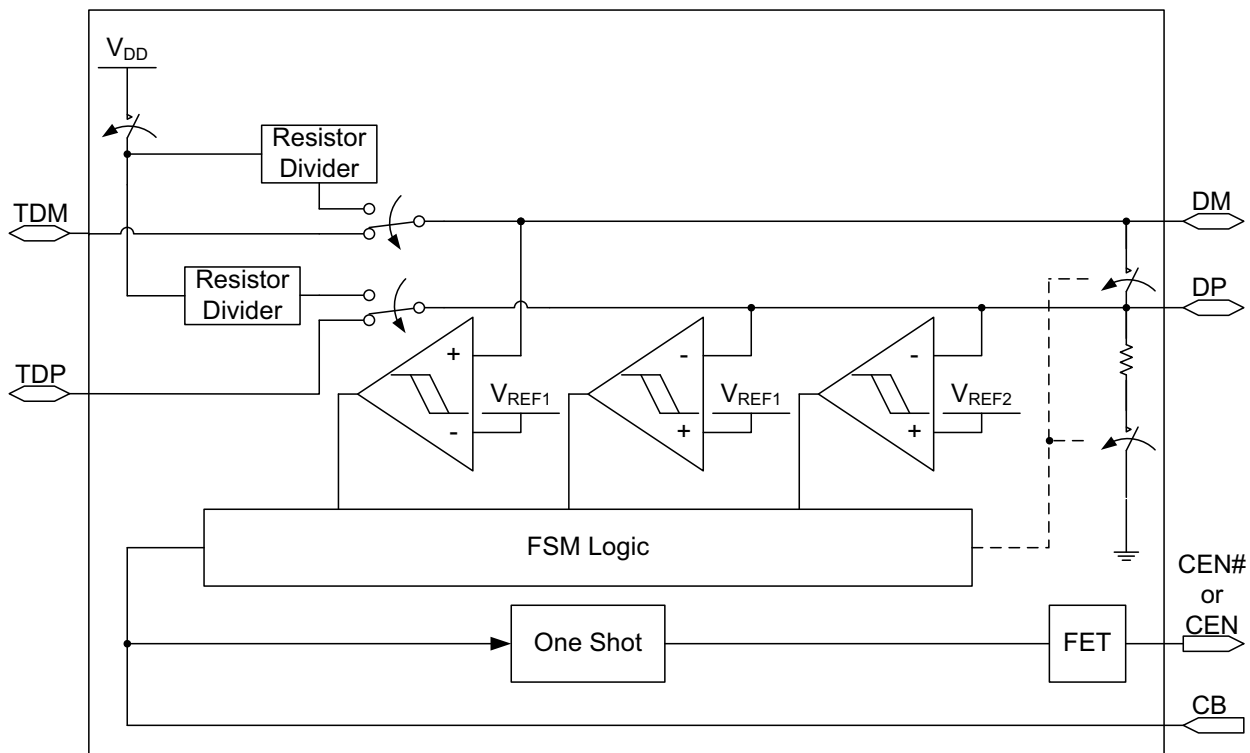 VDD
Resistor
Divider
TDM
DM
Resistor
Divider
DP
TDP
+
-
VREF1
-
+
VREF1
-
+
VREF2
FSM Logic
CEN#
or
CEN
One Shot
FET
CB